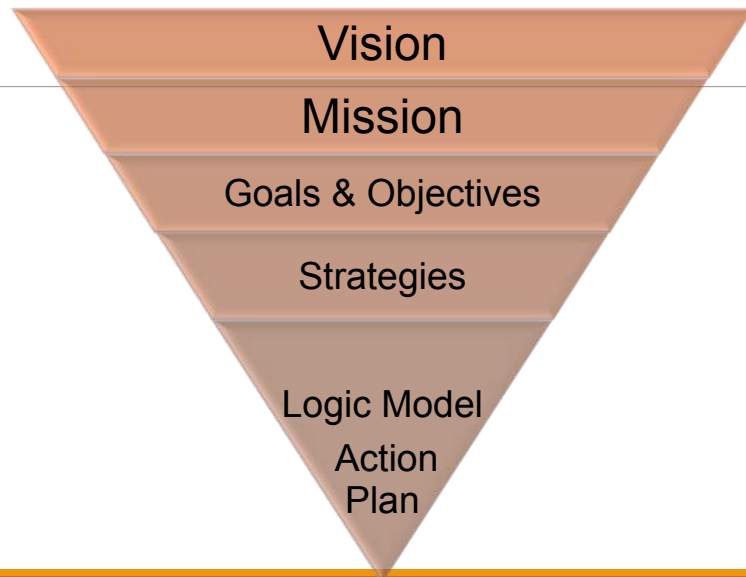 Vision
Mission
Goals & Objectives
Strategies
Logic Model
Action
Plan